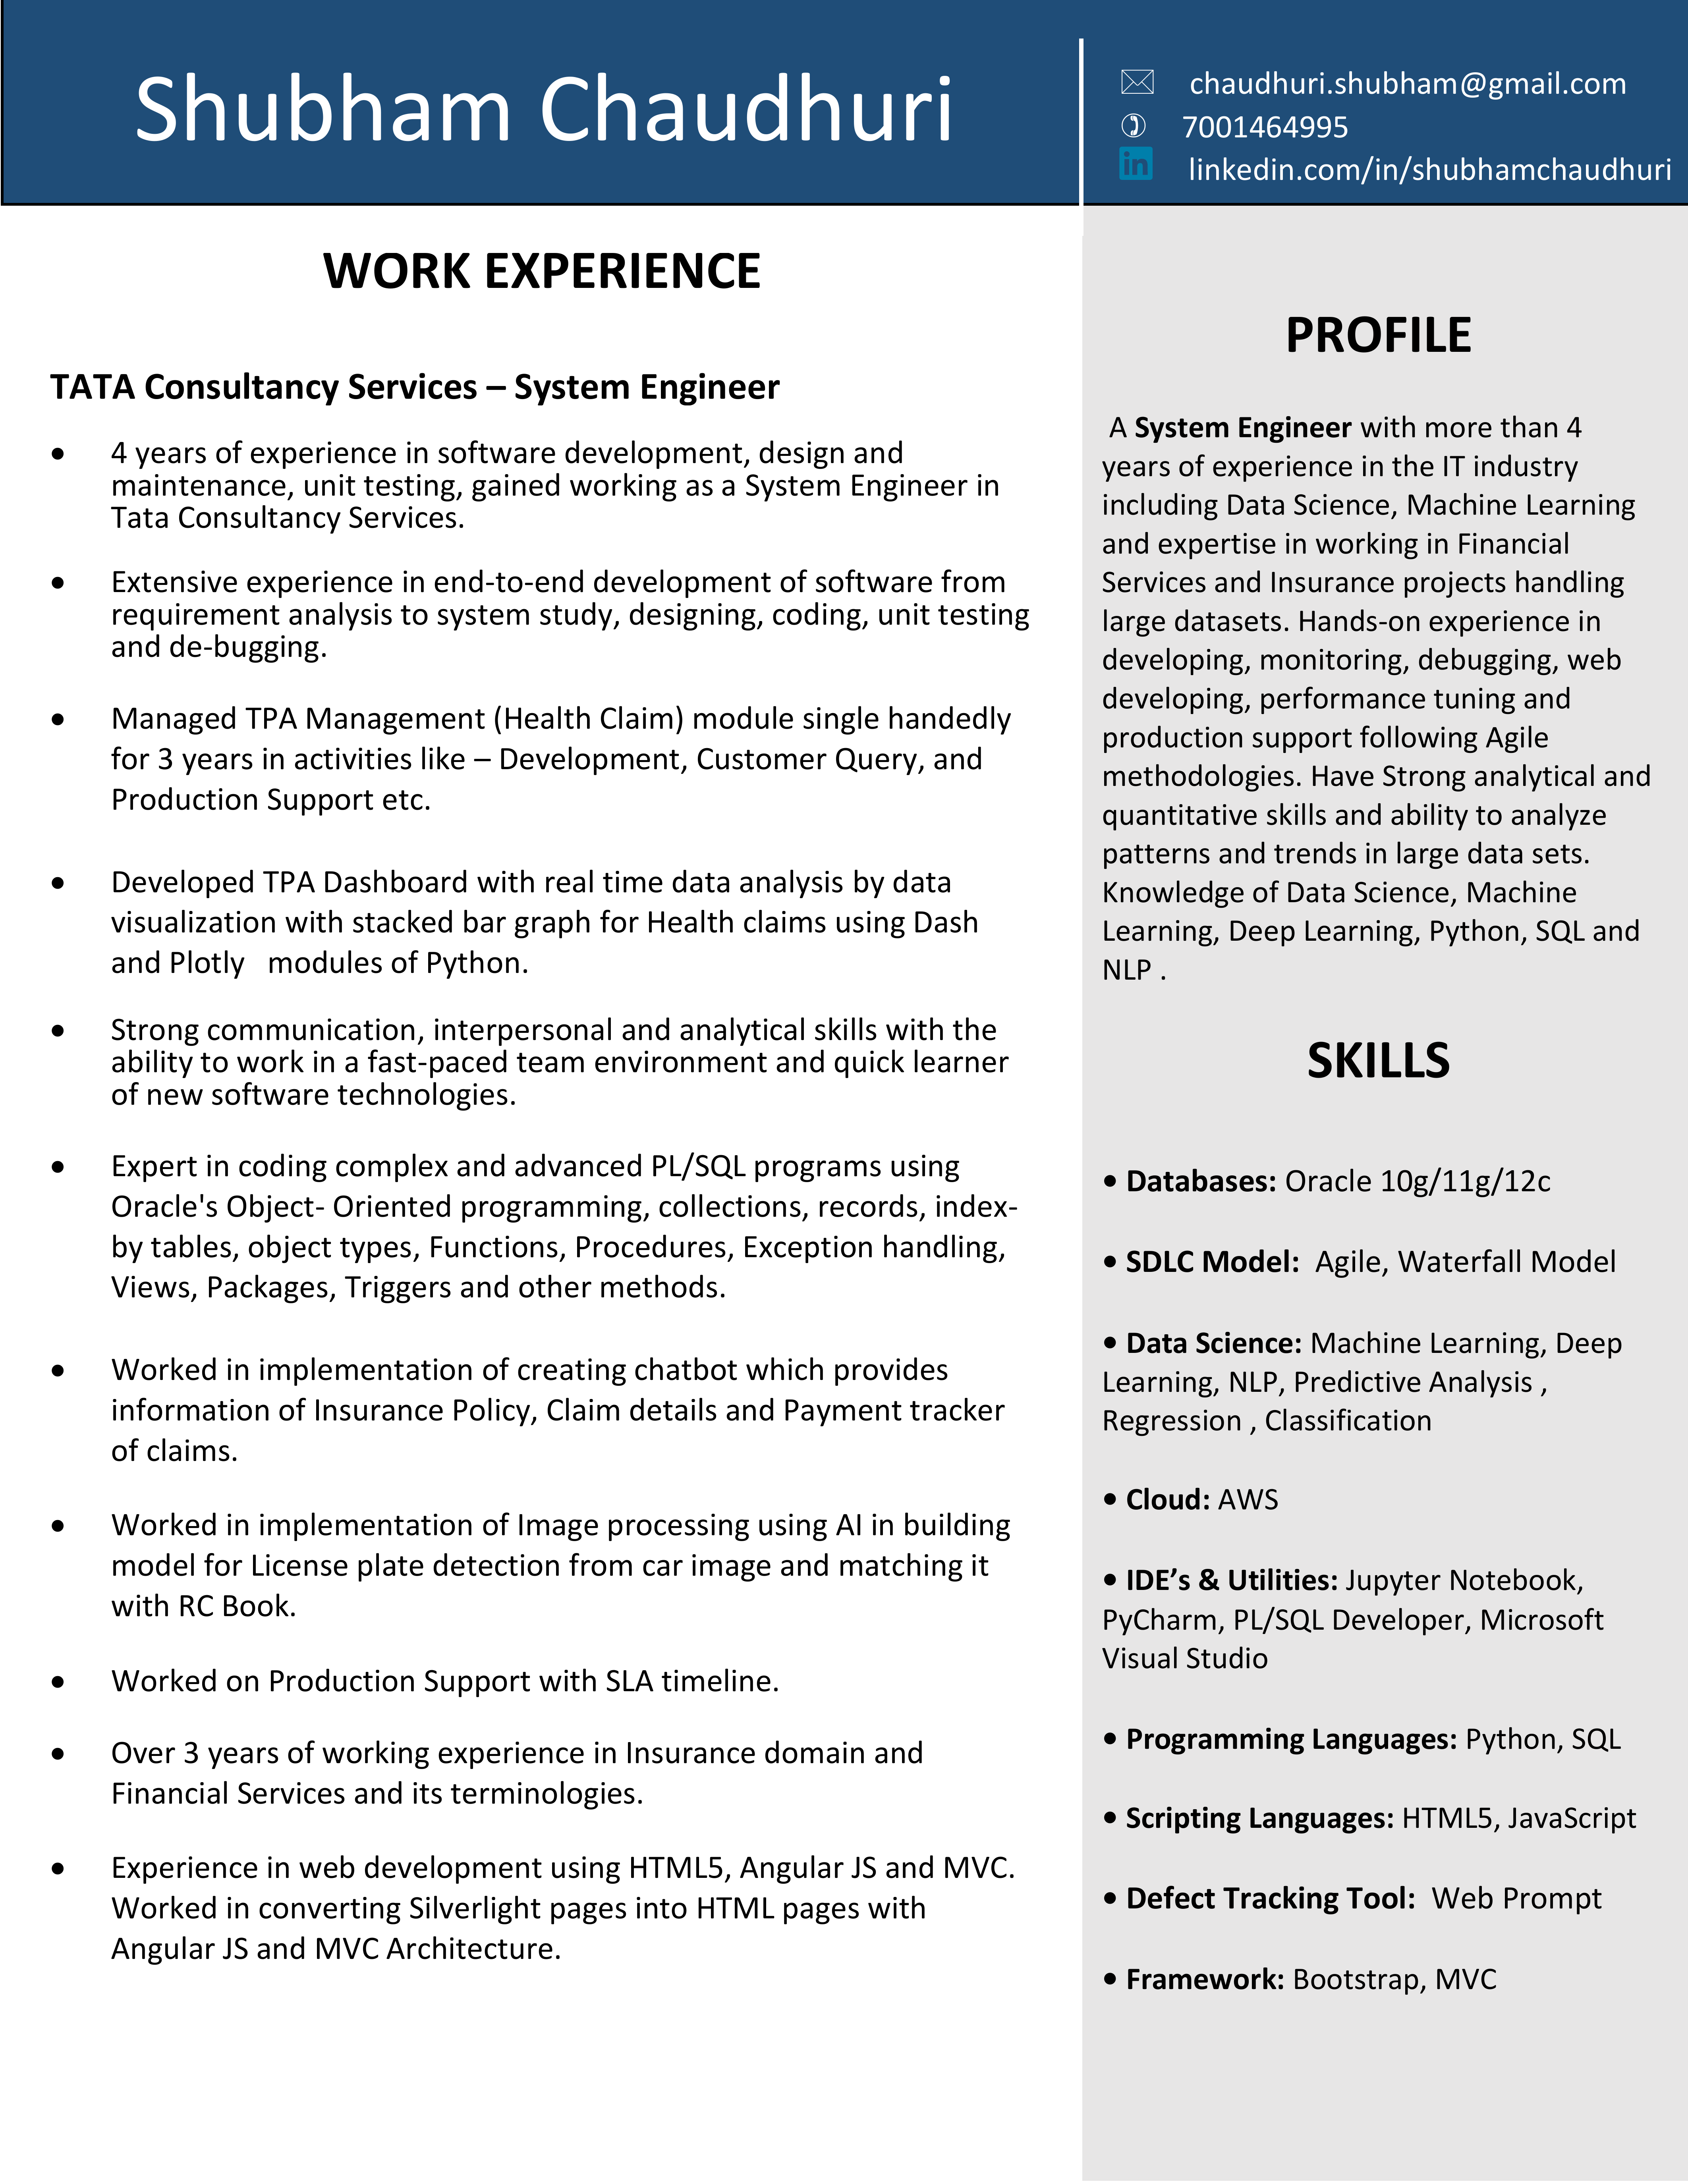 Shubham Chaudhuri
chaudhuri.shubham@gmail.com
7001464995
in
linkedin.com/in/shubhamchaudhuri
WORK EXPERIENCE
TATA Consultancy Services – System Engineer
• 4 years of experience in software development, design and
maintenance, unit testing, gained working as a System Engineer in
Tata Consultancy Services.
• Extensive experience in end-to-end development of software from
requirement analysis to system study, designing, coding, unit testing
and de-bugging.
• Managed TPA Management (Health Claim) module single handedly
for 3 years in activities like – Development, Customer Query, and
Production Support etc.
• Developed TPA Dashboard with real time data analysis by data
visualization with stacked bar graph for Health claims using Dash
and Plotly   modules of Python.
• Strong communication, interpersonal and analytical skills with the
ability to work in a fast-paced team environment and quick learner
of new software technologies.
• Expert in coding complex and advanced PL/SQL programs using
Oracle's Object- Oriented programming, collections, records, index-
by tables, object types, Functions, Procedures, Exception handling,
Views, Packages, Triggers and other methods.
• Worked in implementation of creating chatbot which provides
information of Insurance Policy, Claim details and Payment tracker
of claims.
• Worked in implementation of Image processing using AI in building
model for License plate detection from car image and matching it
with RC Book.
• Worked on Production Support with SLA timeline.
• Over 3 years of working experience in Insurance domain and
Financial Services and its terminologies.
• Experience in web development using HTML5, Angular JS and MVC.
Worked in converting Silverlight pages into HTML pages with
Angular JS and MVC Architecture.
PROFILE
A System Engineer with more than 4
years of experience in the IT industry
including Data Science, Machine Learning
and expertise in working in Financial
Services and Insurance projects handling
large datasets. Hands-on experience in
developing, monitoring, debugging, web
developing, performance tuning and
production support following Agile
methodologies. Have Strong analytical and
quantitative skills and ability to analyze
patterns and trends in large data sets.
Knowledge of Data Science, Machine
Learning, Deep Learning, Python, SQL and
NLP .
SKILLS
• Databases: Oracle 10g/11g/12c
• SDLC Model:  Agile, Waterfall Model
• Data Science: Machine Learning, Deep
Learning, NLP, Predictive Analysis ,
Regression , Classification
• Cloud: AWS
• IDE’s & Utilities: Jupyter Notebook,
PyCharm, PL/SQL Developer, Microsoft
Visual Studio
• Programming Languages: Python, SQL
• Scripting Languages: HTML5, JavaScript
• Defect Tracking Tool:  Web Prompt
• Framework: Bootstrap, MVC